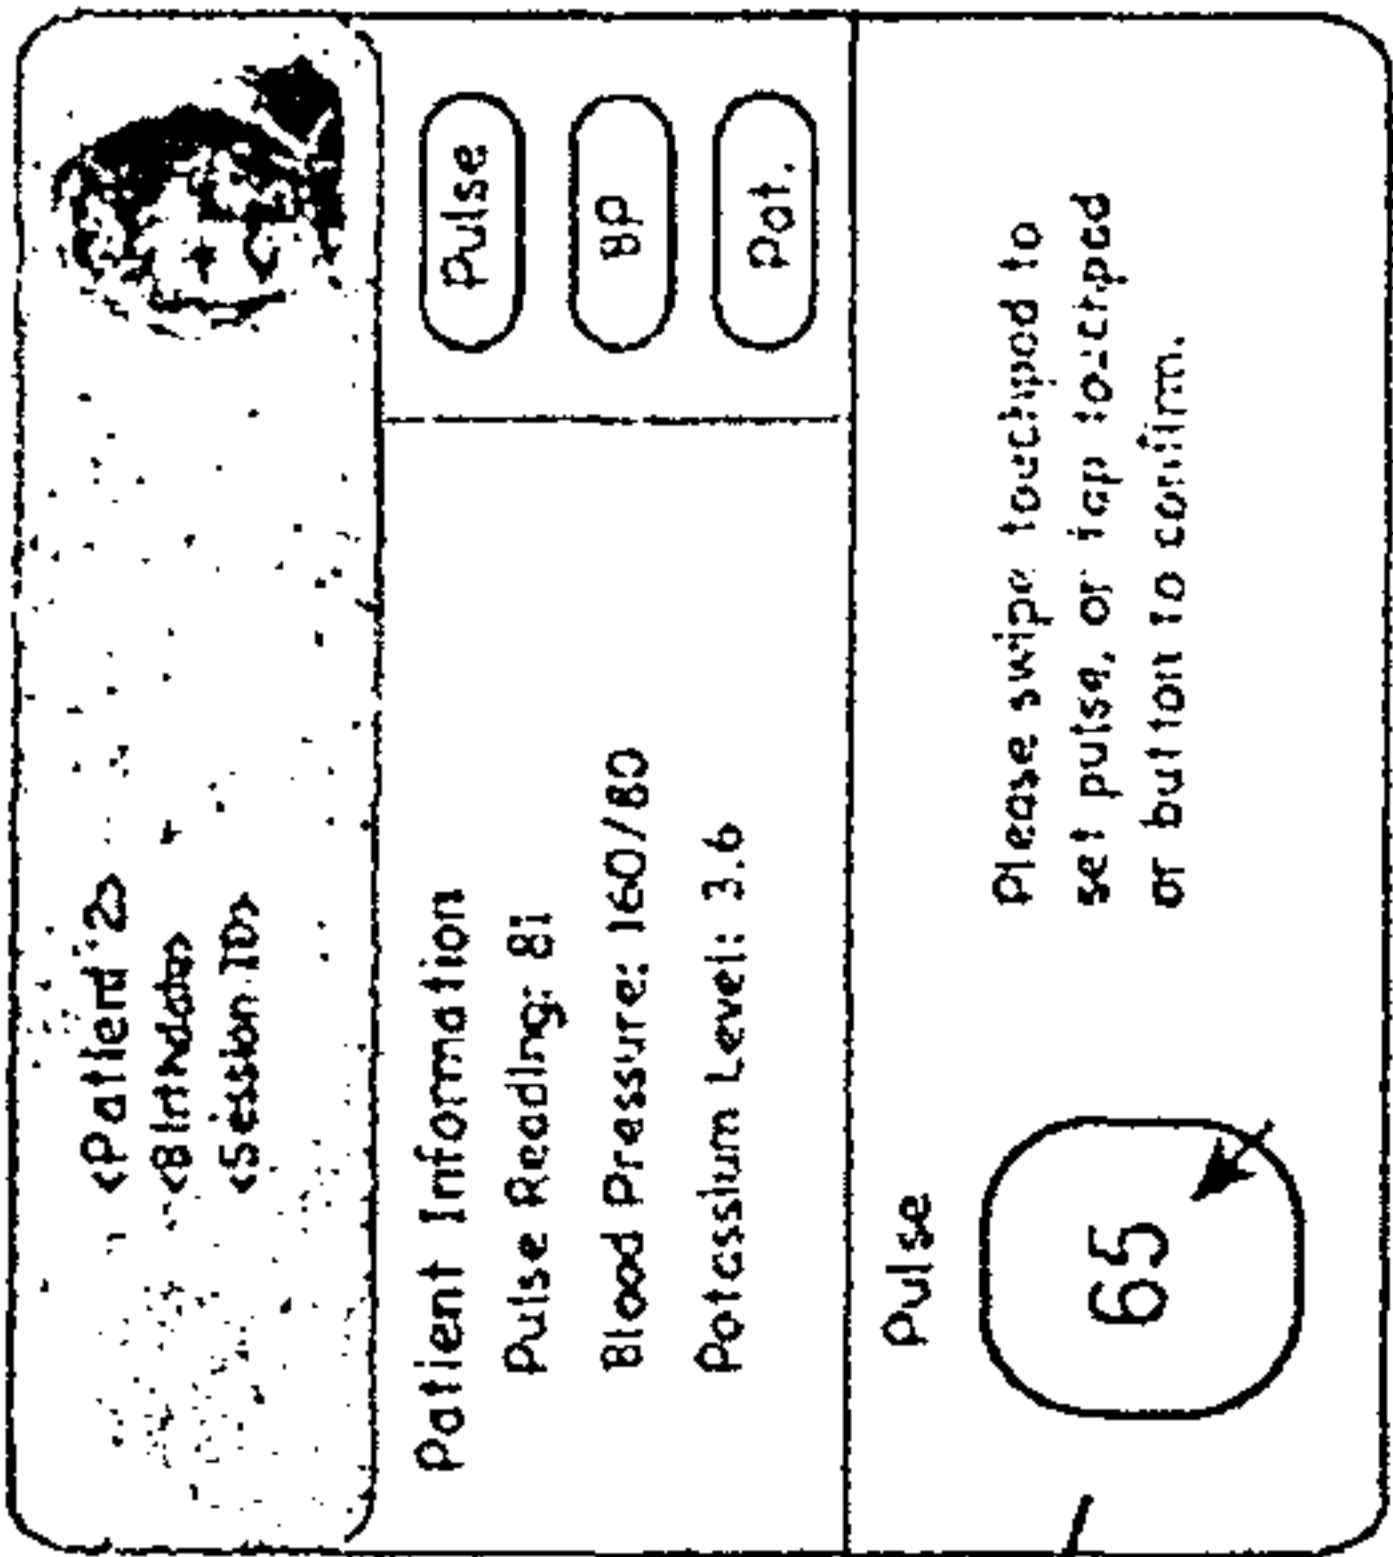 <Patient 2>
<Birthdate>
<Session ID>
Patient Information
Pulse Reading: 81
Blood Pressure: 160/80
Potassium Level: 3.6
Pulse
BP
Pot.
Pulse
65
Please swipe touchpad to
set pulse, or tap touchpad
or button to confirm.